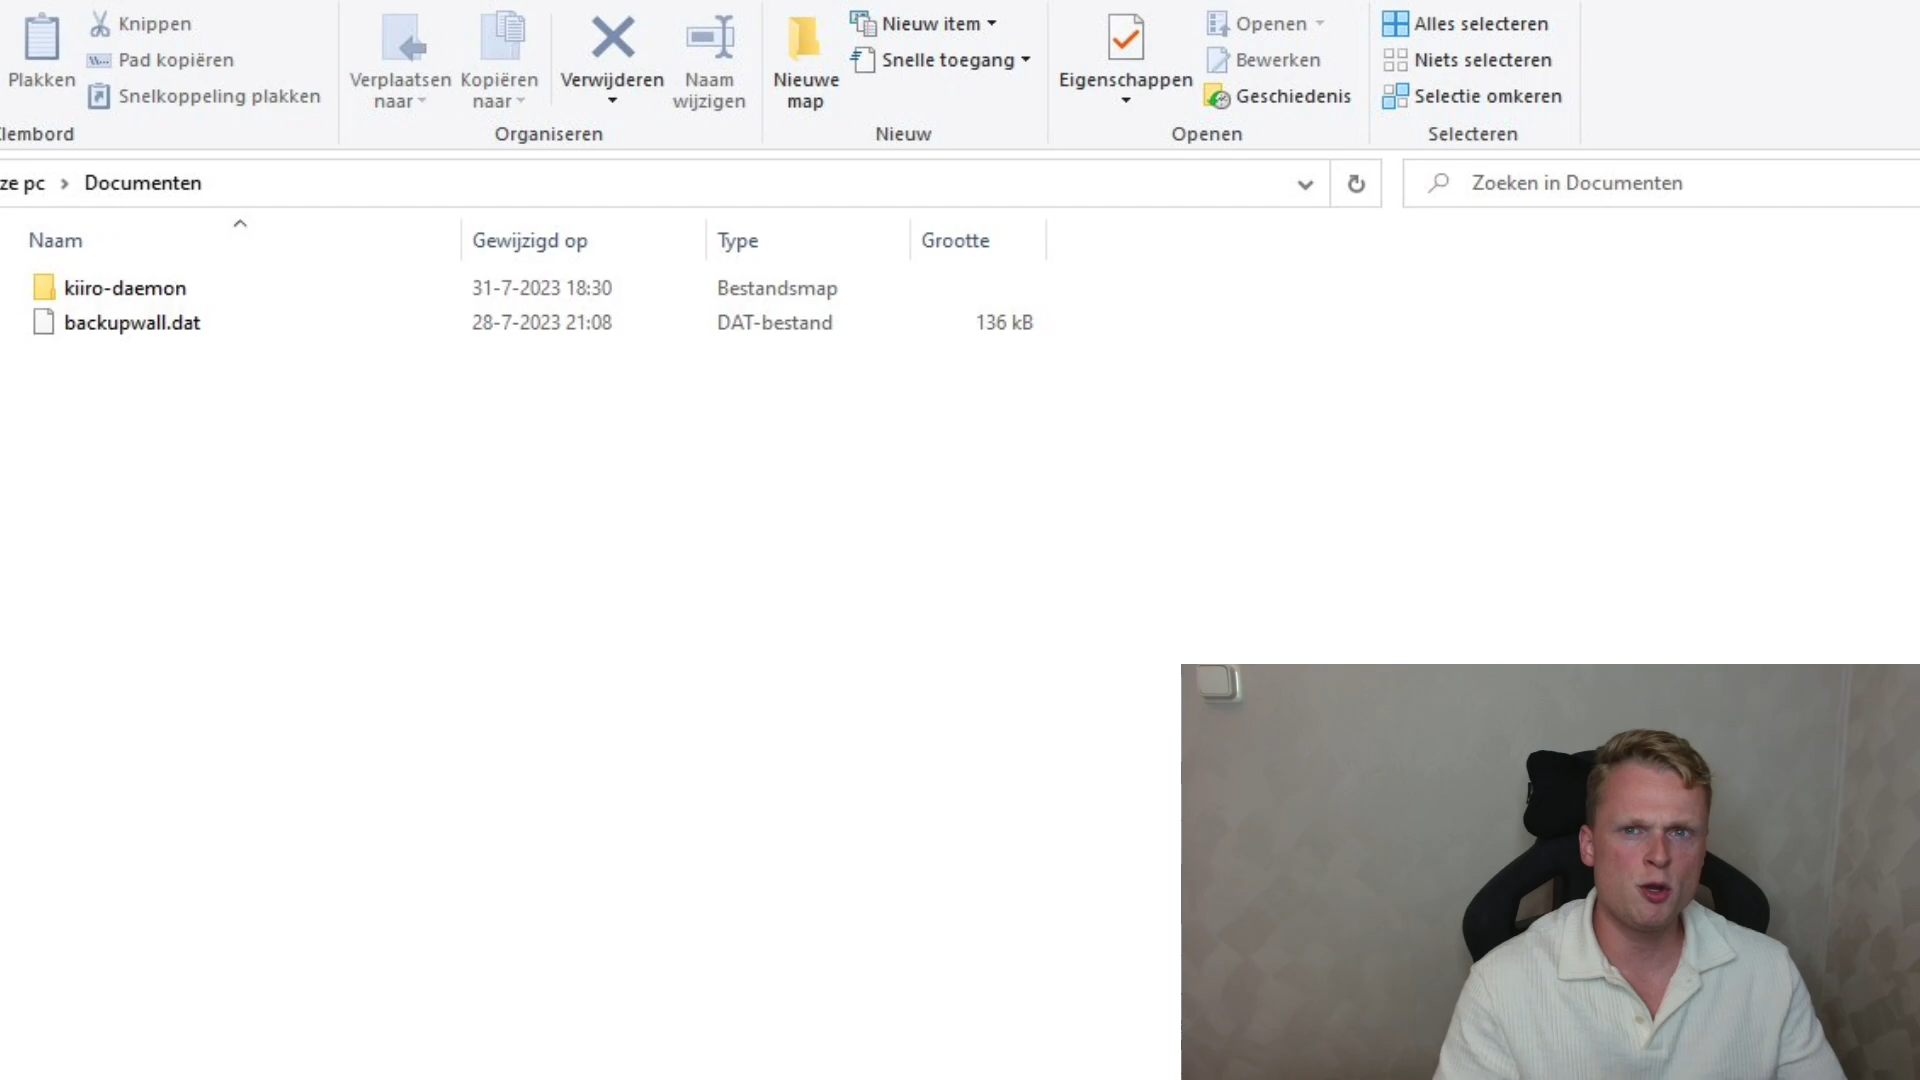 Plakken
Knippen
Pad kopiëren
Snelkoppeling plakken
Verplaatsen naar
Kopiëren naar
Verwijderen
Naam wijzigen
Nieuwe map
Nieuw item
Snelle toegang
Eigenschappen
Openen
Bewerken
Geschiedenis
Alles selecteren
Niets selecteren
Selectie omkeren
lembord
Organiseren
Nieuw
Openen
Selecteren
ze pc > Documenten
Zoeken in Documenten
Naam Gewijzigd op Type Grootte
kiiro-daemon 31-7-2023 18:30 Bestandsmap
backupwall.dat 28-7-2023 21:08 DAT-bestand 136 kB